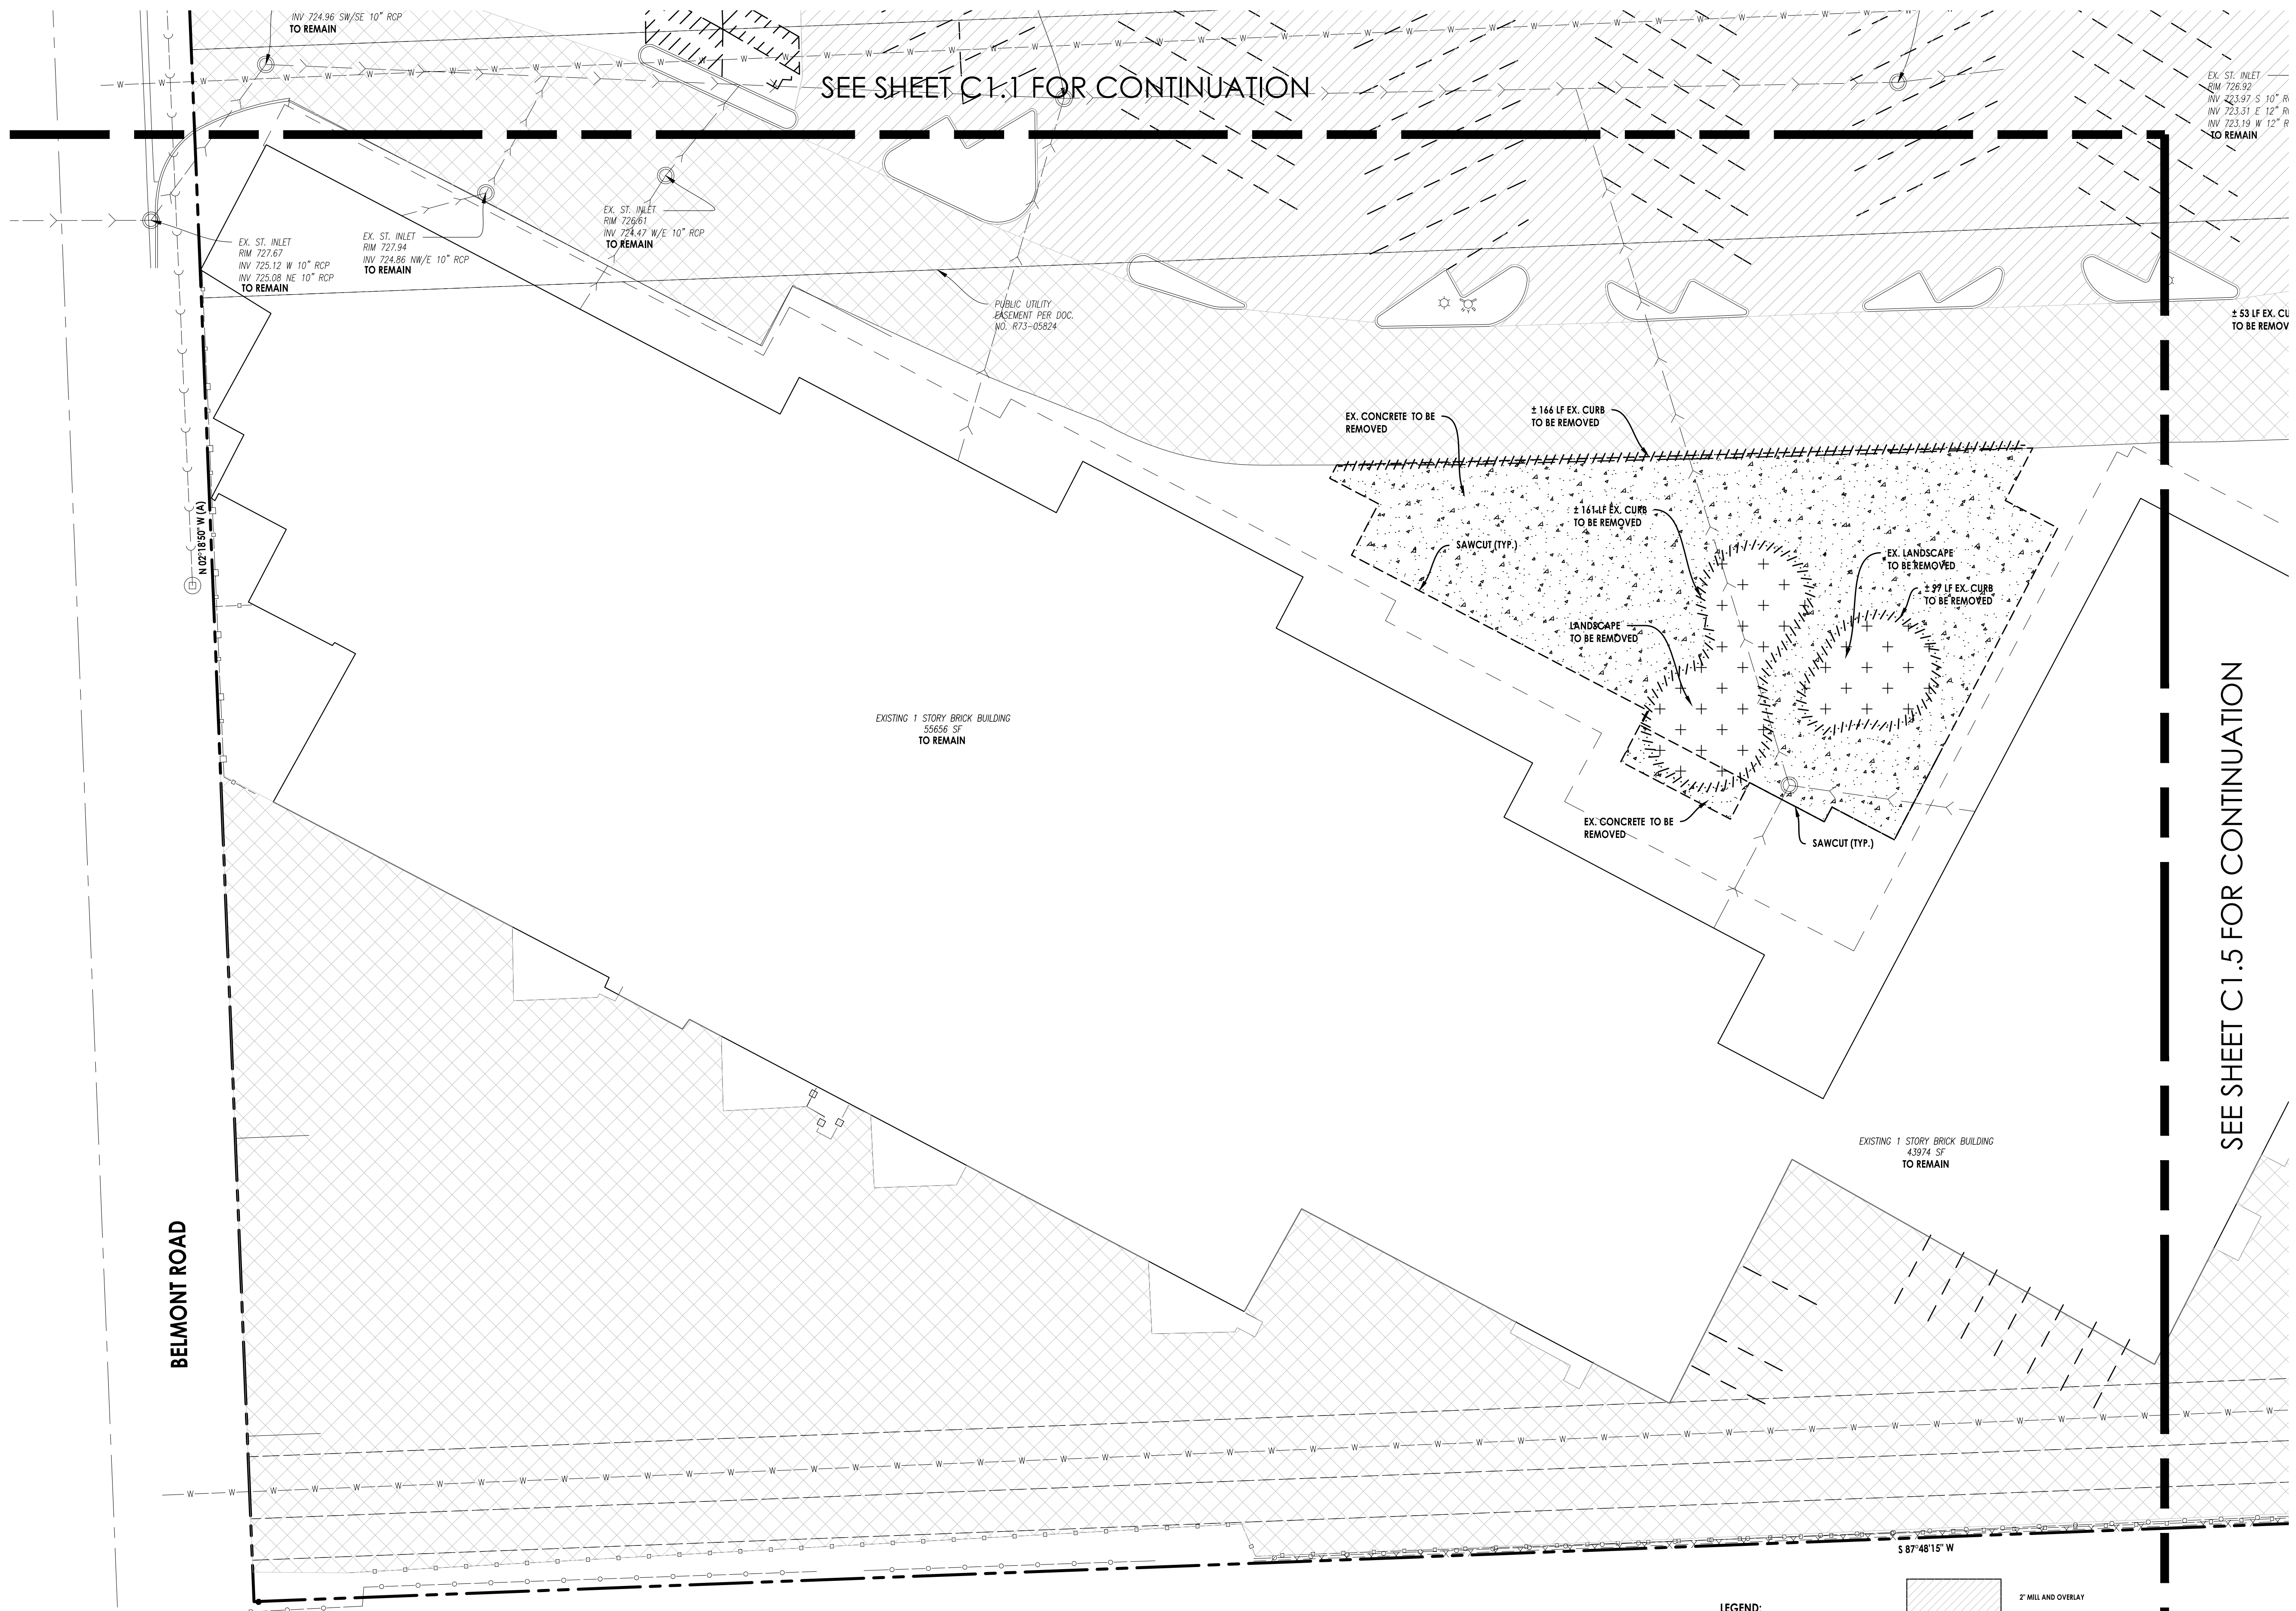 INV 724.96 SW/SE 10" RCP
TO REMAIN
SEE SHEET C1.1 FOR CONTINUATION
EX. ST. INLET
RIM 726.92
INV 723.97 S 10"
INV 723.31 E 12"
INV 723.19 W 12"
TO REMAIN
EX. ST. INLET
RIM 727.67
INV 725.12 W 10" RCP
INV 725.08 NE 10" RCP
TO REMAIN
EX. ST. INLET
RIM 727.94
INV 724.86 NW/E 10" RCP
TO REMAIN
EX. ST. INLET
RIM 726.61
INV 724.47 W/E 10" RCP
TO REMAIN
PUBLIC UTILITY
EASEMENT PER DOC.
NO. R73-05824
± 53 LF EX. CU
TO BE REMOV
EX. CONCRETE TO BE
REMOVED
± 166 LF EX. CURB
TO BE REMOVED
± 161 LF EX. CURB
TO BE REMOVED
SAWCUT (TYP.)
EX. LANDSCAPE
TO BE REMOVED
± 97 LF EX. CURB
TO BE REMOVED
LANDSCAPE
TO BE REMOVED
N 02°18'50" W (A)
EXISTING 1 STORY BRICK BUILDING
55656 SF
TO REMAIN
EX. CONCRETE TO BE
REMOVED
SAWCUT (TYP.)
SEE SHEET C1.5 FOR CONTINUATION
EXISTING 1 STORY BRICK BUILDING
43974 SF
TO REMAIN
BELMONT ROAD
S 87°48'15" W
LEGEND:
2" MILL AND OVERLAY